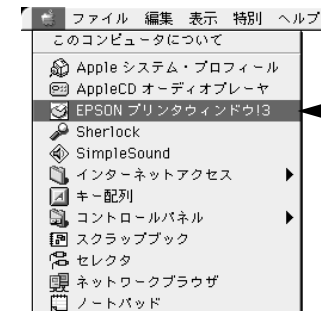 ファイル 編集 表示 特別 ヘルプ
このコンピュータについて
Apple システム・プロフィール
AppleCD オーディオプレーヤ
EPSON プリンタウィンドウ!3
Sherlock
SimpleSound
インターネットアクセス
キー配列
コントロールパネル
スクラップブック
セレクタ
ネットワークブラウザ
ノートパッド